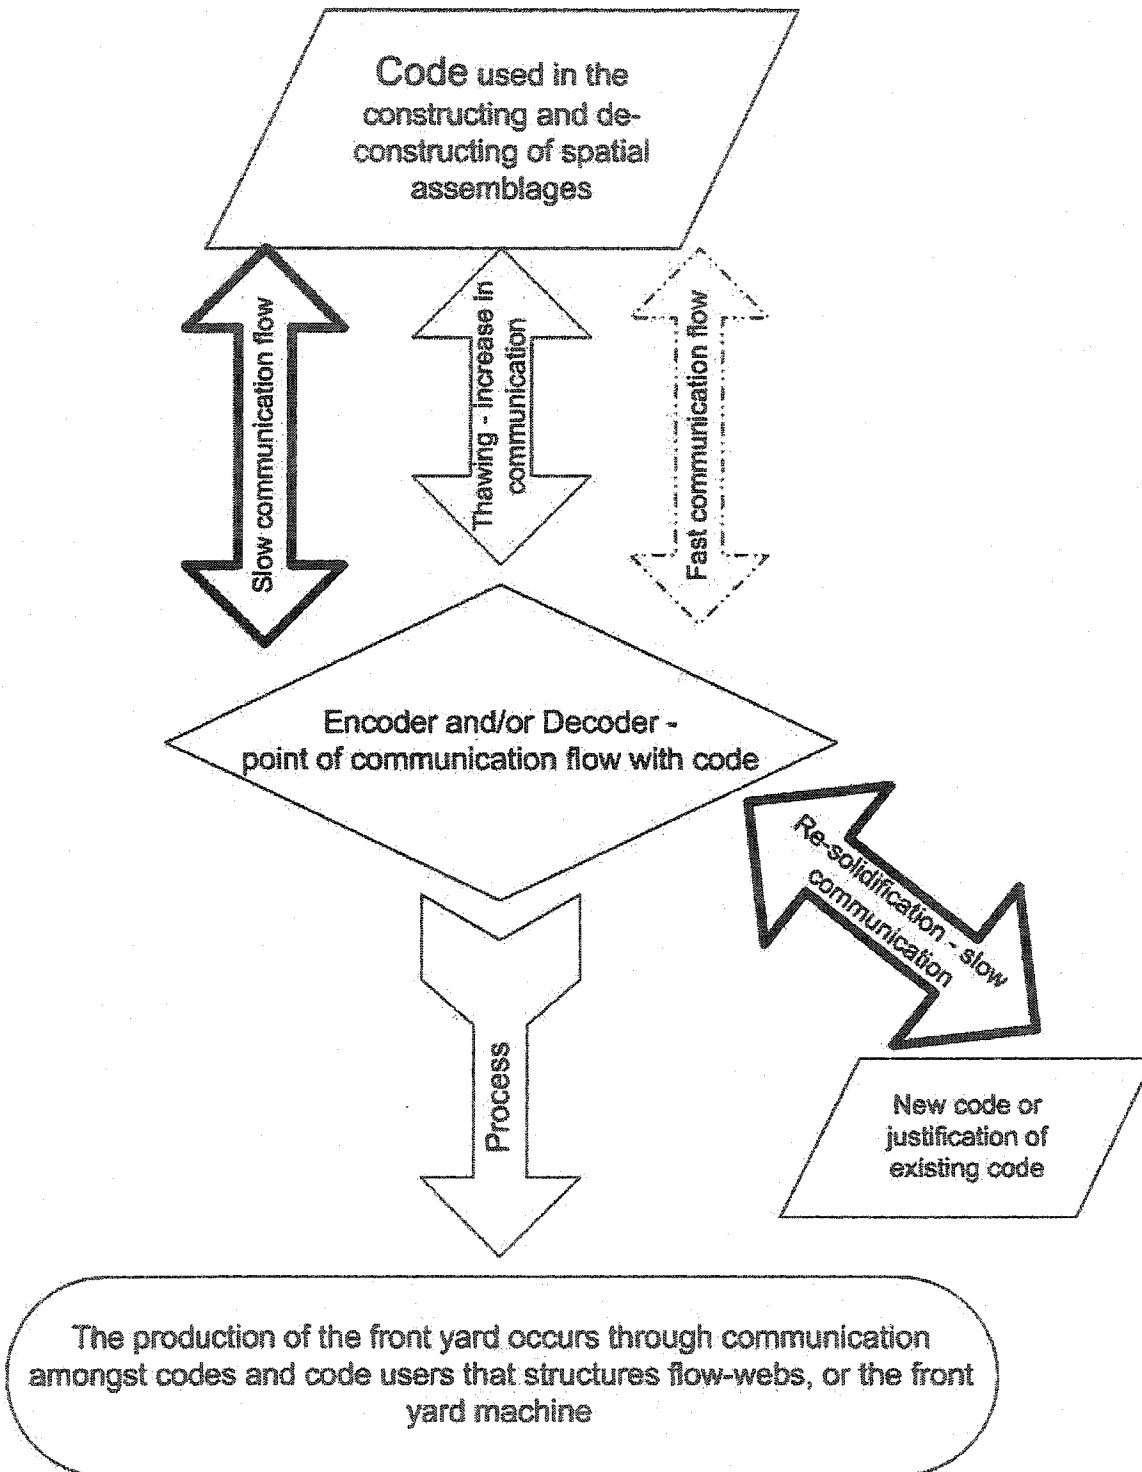 Code used in the
constructing and de-
constructing of spatial
assemblages
Slow communication flow
Thawing - increase in
communication
Fast communication flow
Encoder and/or Decoder -
point of communication flow with code
Re-solidification - slow
communication
Process
New code or
justification of
existing code
The production of the front yard occurs through communication
amongst codes and code users that structures flow-webs, or the front
yard machine